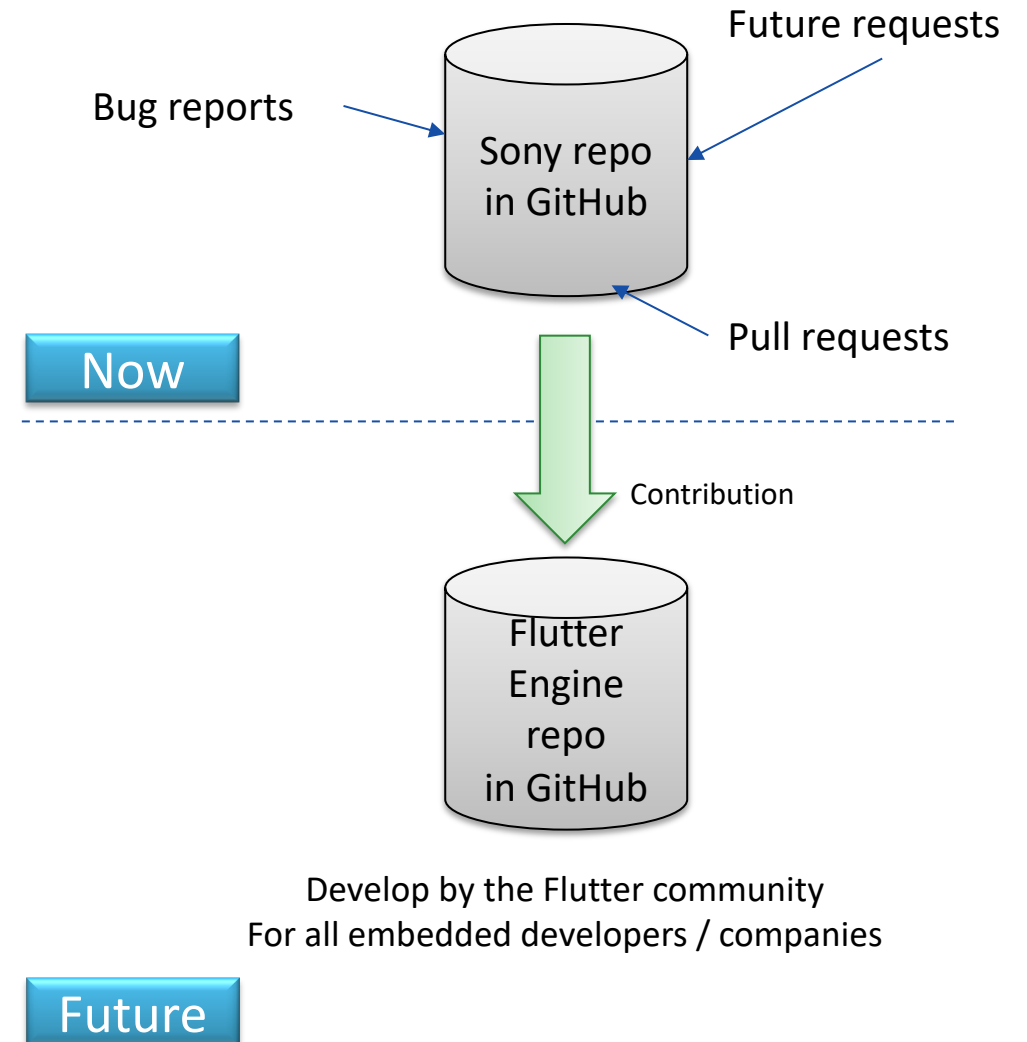 Future requests
Bug reports
Sony repo
in GitHub
Pull requests
Now
Contribution
Flutter
Engine
repo
in GitHub
Develop by the Flutter community
For all embedded developers / companies
Future